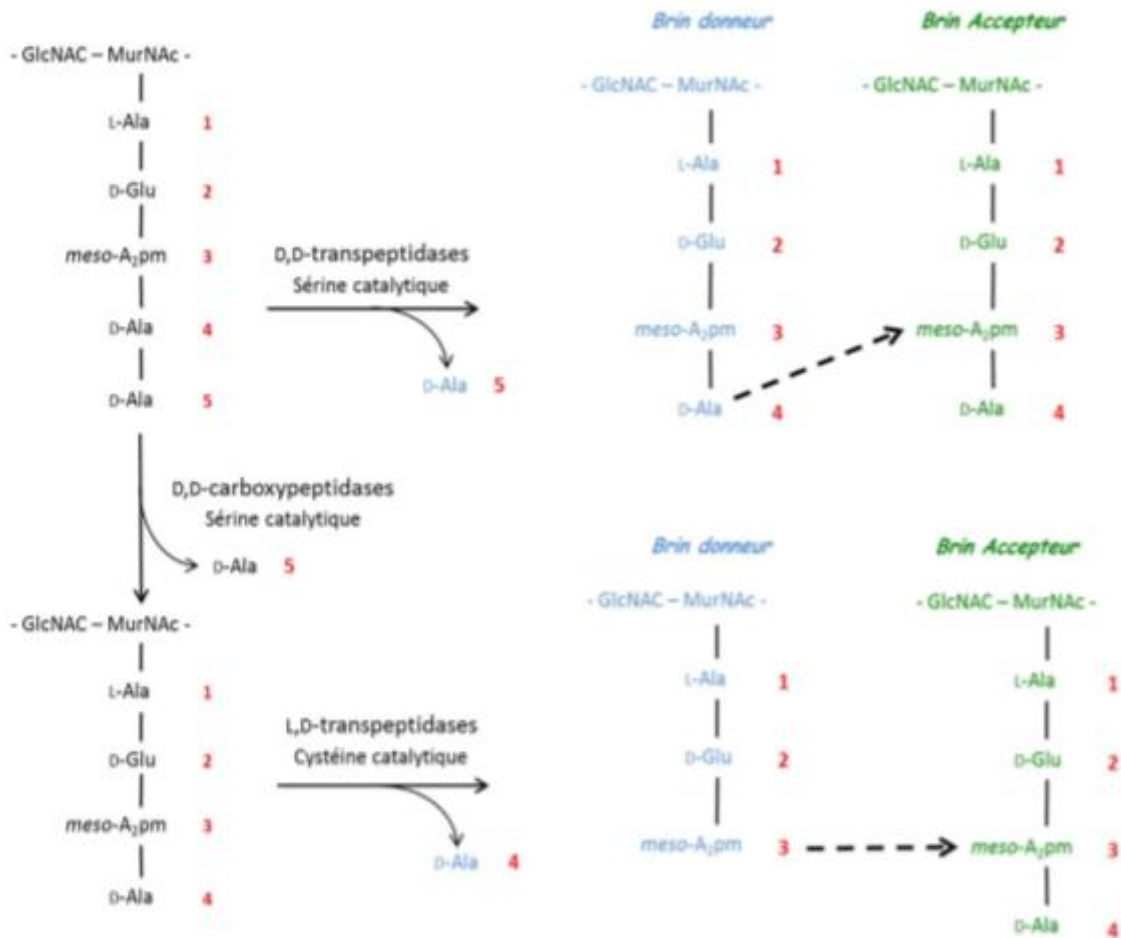 - GlcNAC – MurNAc -
L-Ala 1
D-Glu 2
meso-A₂pm 3
D-Ala 4
D-Ala 5
D,D-transpeptidases
Sérine catalytique
D-Ala 5
Brin donneur
- GlcNAC – MurNAc -
L-Ala 1
D-Glu 2
meso-A₂pm 3
D-Ala 4
Brin Accepteur
- GlcNAC – MurNAc -
L-Ala 1
D-Glu 2
meso-A₂pm 3
D-Ala 4
D,D-carboxypeptidases
Sérine catalytique
D-Ala 5
- GlcNAC – MurNAc -
L-Ala 1
D-Glu 2
meso-A₂pm 3
D-Ala 4
L,D-transpeptidases
Cystéine catalytique
D-Ala 4
Brin donneur
- GlcNAC – MurNAc -
L-Ala 1
D-Glu 2
meso-A₂pm 3
Brin Accepteur
- GlcNAC – MurNAc -
L-Ala 1
D-Glu 2
meso-A₂pm 3
D-Ala 4